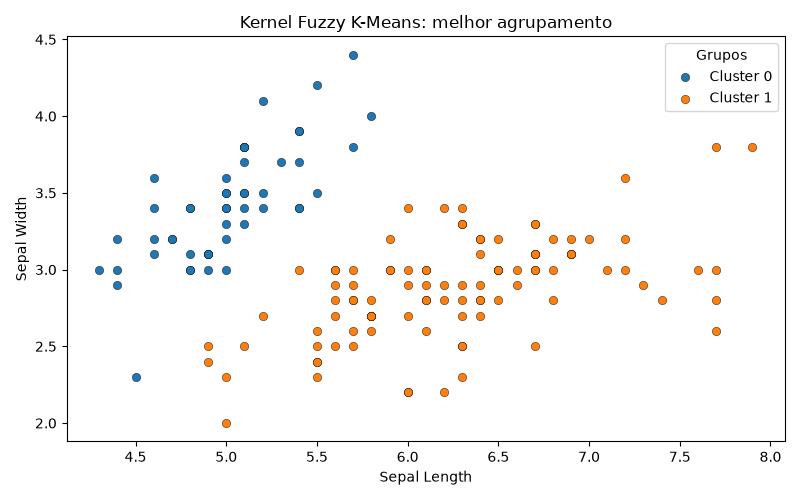 Kernel Fuzzy K-Means: melhor agrupamento
Grupos
Cluster 0
Cluster 1
Sepal Width
4.5
4.0
3.5
3.0
2.5
2.0
4.5 5.0 5.5 6.0 6.5 7.0 7.5 8.0
Sepal Length